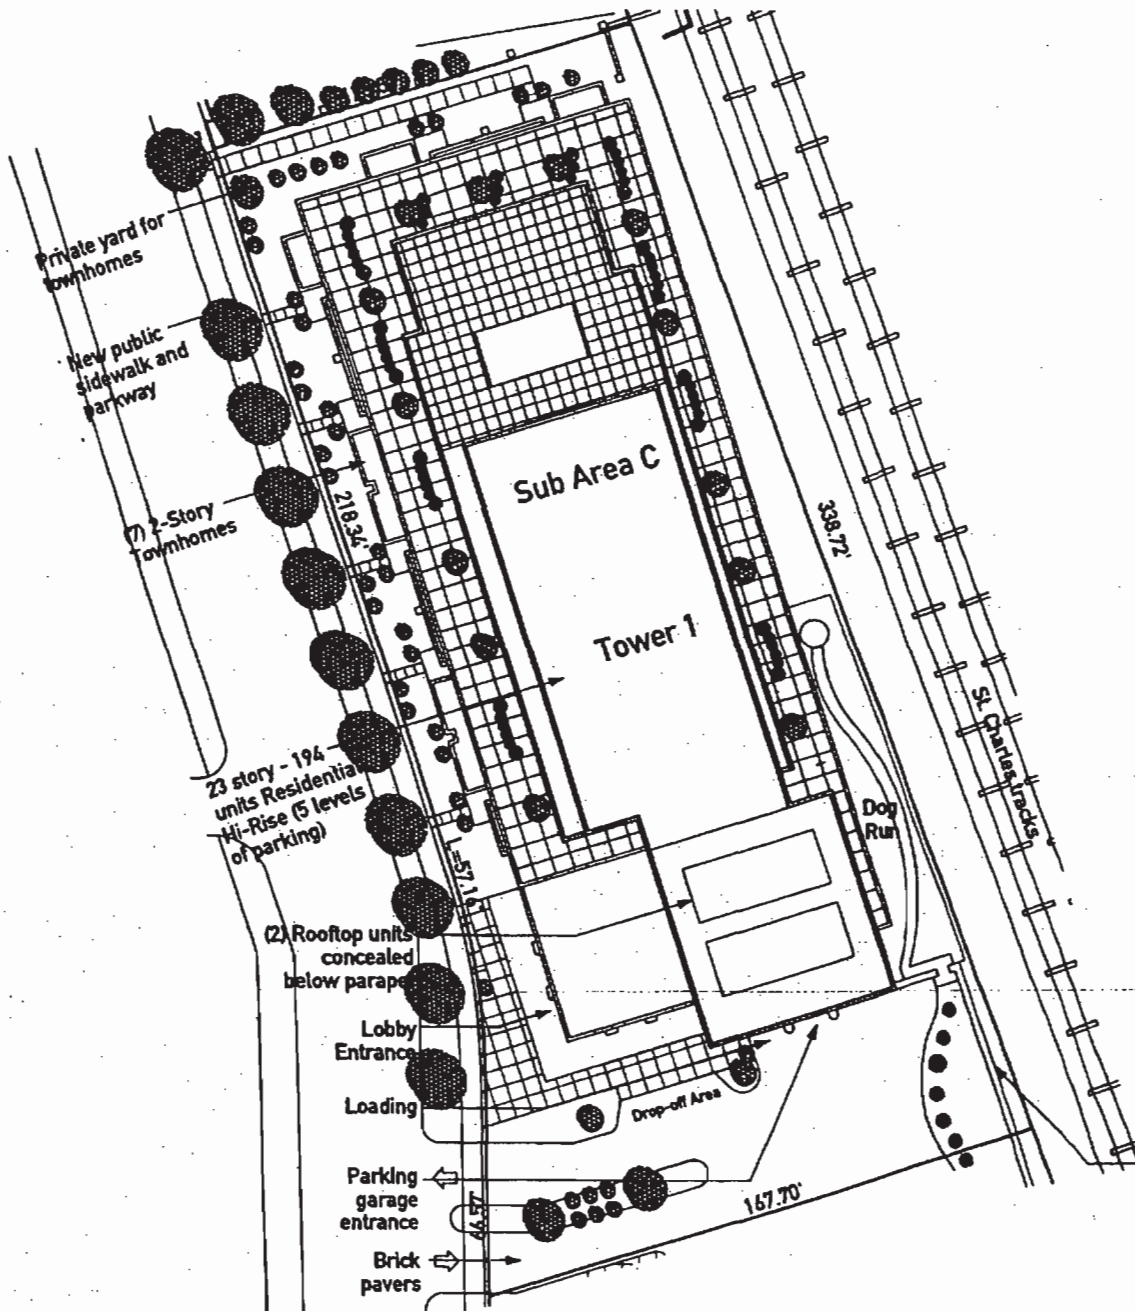 Private yard for
townhomes
New public
sidewalk and
parkway
(7) 2-Story
Townhomes
218.34'
Sub Area C
Tower 1
338.72'
St. Charles tracks
23 story - 194
units Residential
Hi-Rise (5 levels
of parking)
Dog
Run
L=57.16'
(2) Rooftop units
concealed
below parape
Lobby
Entrance
Loading
Drop-off Area
Parking
garage
entrance
66.57'
167.70'
Brick
pavers